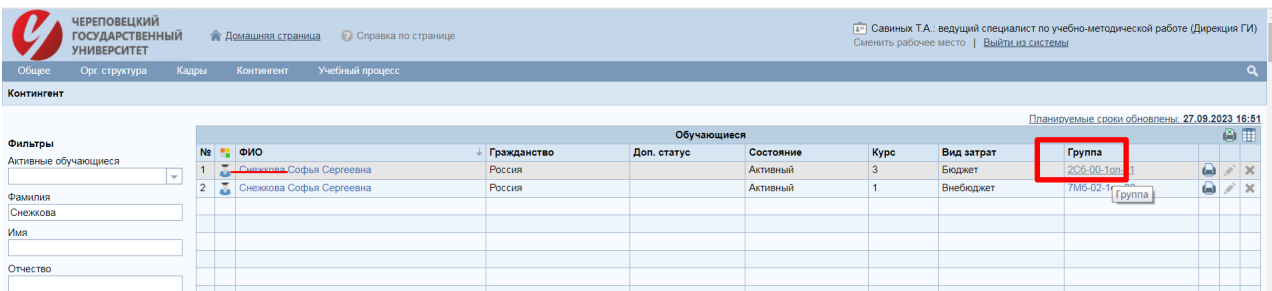 ЧЕРЕПОВЕЦКИЙ
ГОСУДАРСТВЕННЫЙ
УНИВЕРСИТЕТ
Домашняя страница Справка по странице
Савиных Т.А.: ведущий специалист по учебно-методической работе (Дирекция ГИ)
Сменить рабочее место | Выйти из системы
Общее Орг. структура Кадры Контингент Учебный процесс
Контингент
Планируемые сроки обновлены: 27.09.2023 16:51
Фильтры
Активные обучающиеся
Фамилия
Снежкова
Имя
Отчество
Обучающиеся
№ ФИО Гражданство Доп. статус Состояние Курс Вид затрат Группа
1 Снежкова Софья Сергеевна Россия Активный 3 Бюджет
2 Снежкова Софья Сергеевна Россия Активный 1 Внебюджет
Группа